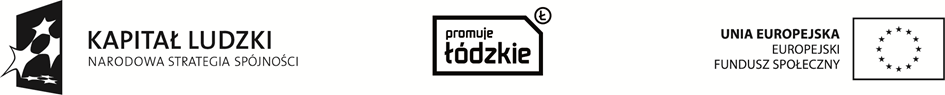 KAPITAŁ LUDZKI
NARODOWA STRATEGIA SPÓJNOŚCI
promuje
łódzkie
Ł
UNIA EUROPEJSKA
EUROPEJSKI
FUNDUSZ SPOŁECZNY